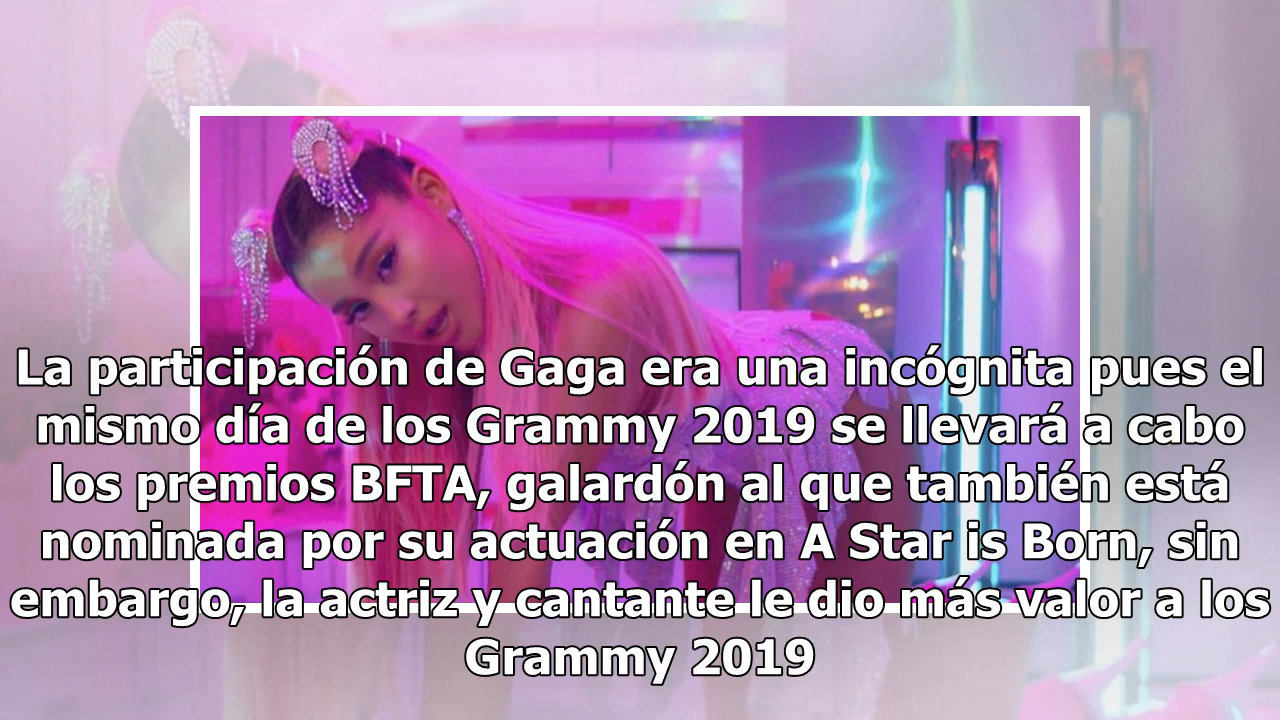 La participación de Gaga era una incógnita pues el
mismo día de los Grammy 2019 se llevará a cabo
los premios BFTA, galardón al que también está
nominada por su actuación en A Star is Born, sin
embargo, la actriz y cantante le dio más valor a los
Grammy 2019